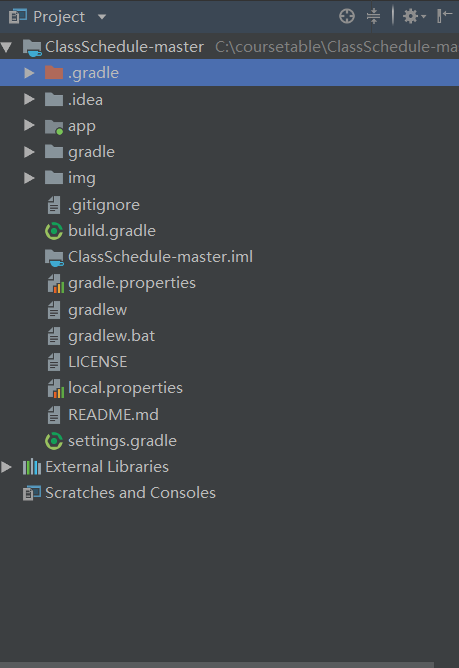 Project
ClassSchedule-master C:\coursetable\ClassSchedule-ma
.gradle
.idea
app
gradle
img
.gitignore
build.gradle
ClassSchedule-master.iml
gradle.properties
gradlew
gradlew.bat
LICENSE
local.properties
README.md
settings.gradle
External Libraries
Scratches and Consoles